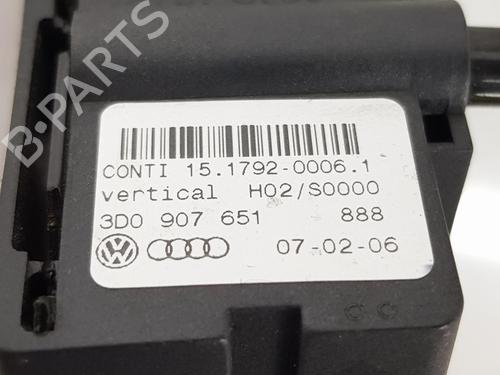 CONTI 15.1792-0006.1
vertical H02/S0000
3D0 907 651 888
07-02-06
B-PARTS